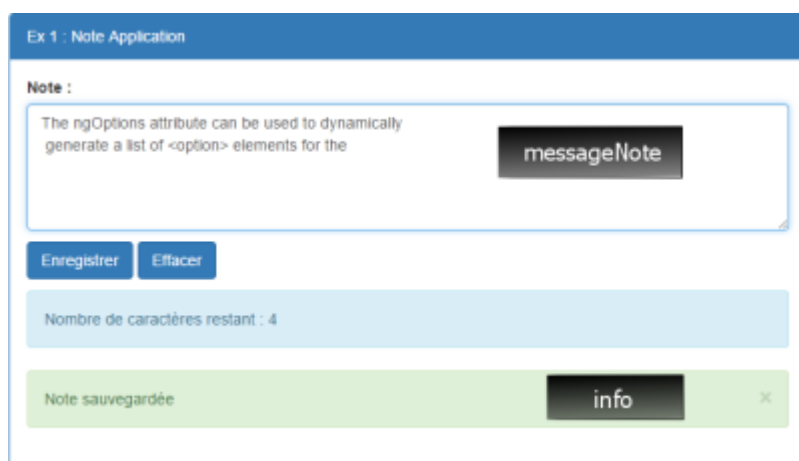 Ex 1 : Note Application
Note :
The ngOptions attribute can be used to dynamically
generate a list of <option> elements for the
messageNote
Enregistrer Effacer
Nombre de caractères restant : 4
Note sauvegardée
info ×